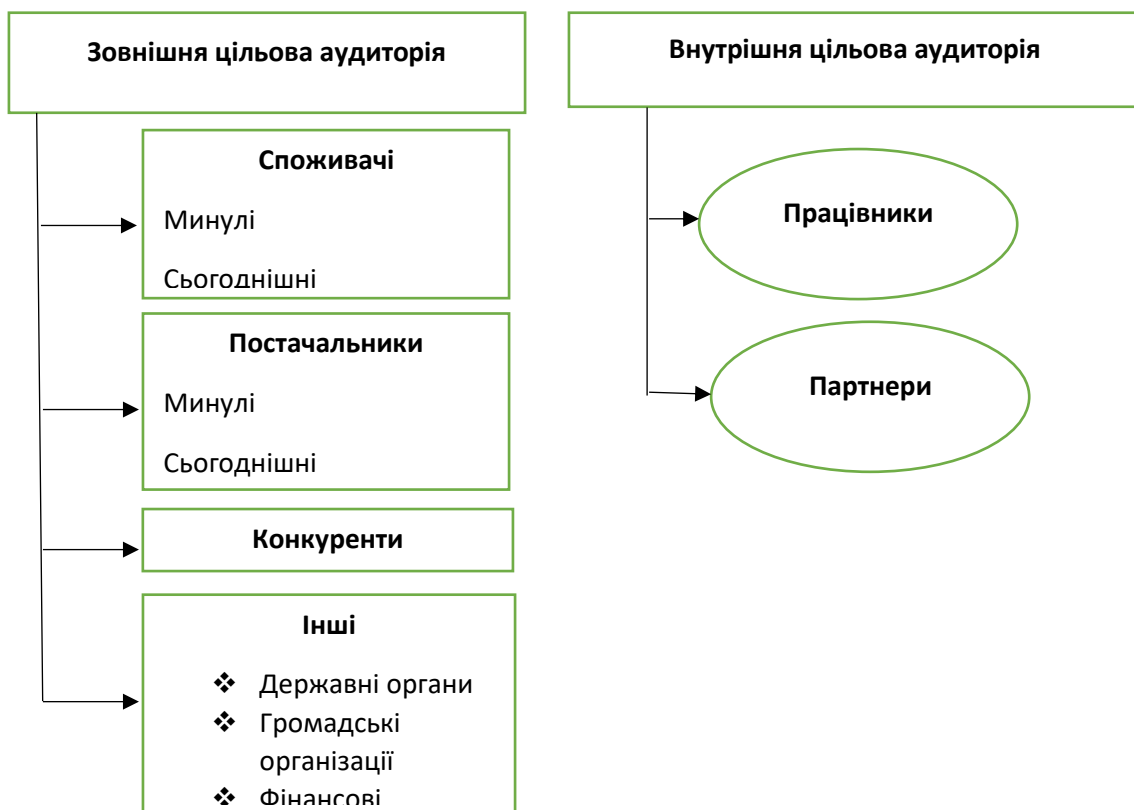 Зовнішня цільова аудиторія
Споживачі
Минулі
Сьогоднішні
Постачальники
Минулі
Сьогоднішні
Конкуренти
Інші
❖ Державні органи
❖ Громадські
організації
❖ Фінансові
Внутрішня цільова аудиторія
Працівники
Партнери